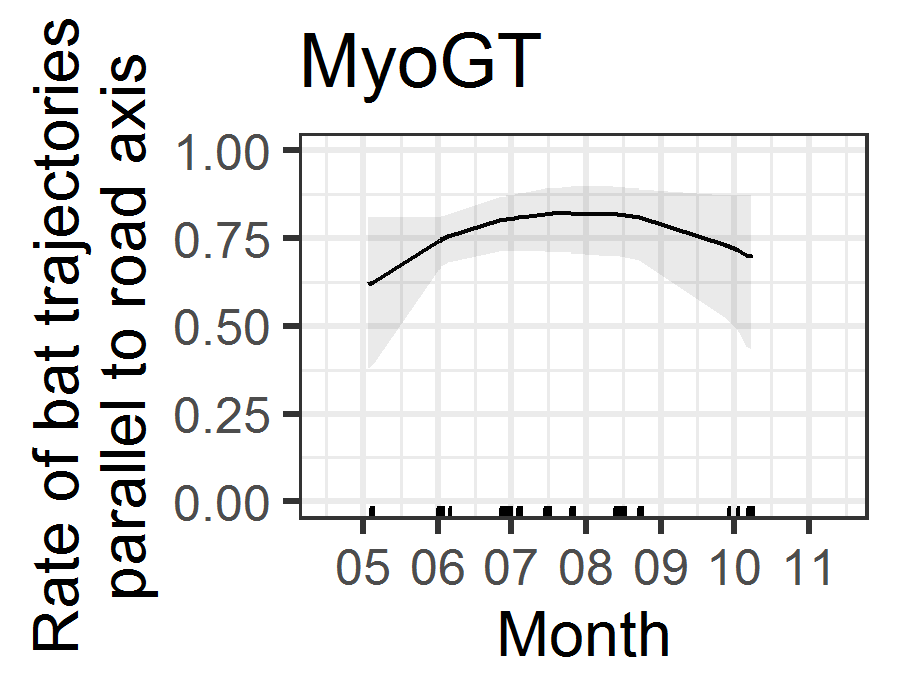 MyoGT
Rate of bat trajectories
parallel to road axis
1.00
0.75
0.50
0.25
0.00
05 06 07 08 09 10 11
Month